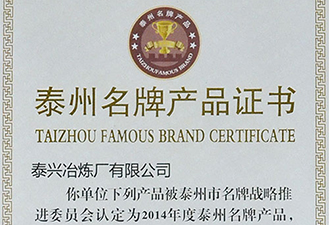 泰州名牌产品
TAIZHOU FAMOUS BRAND
泰州名牌产品证书
TAIZHOU FAMOUS BRAND CERTIFICATE
泰兴冶炼厂有限公司
你单位下列产品被泰州市名牌战略推
进委员会认定为2014年度泰州名牌产品，